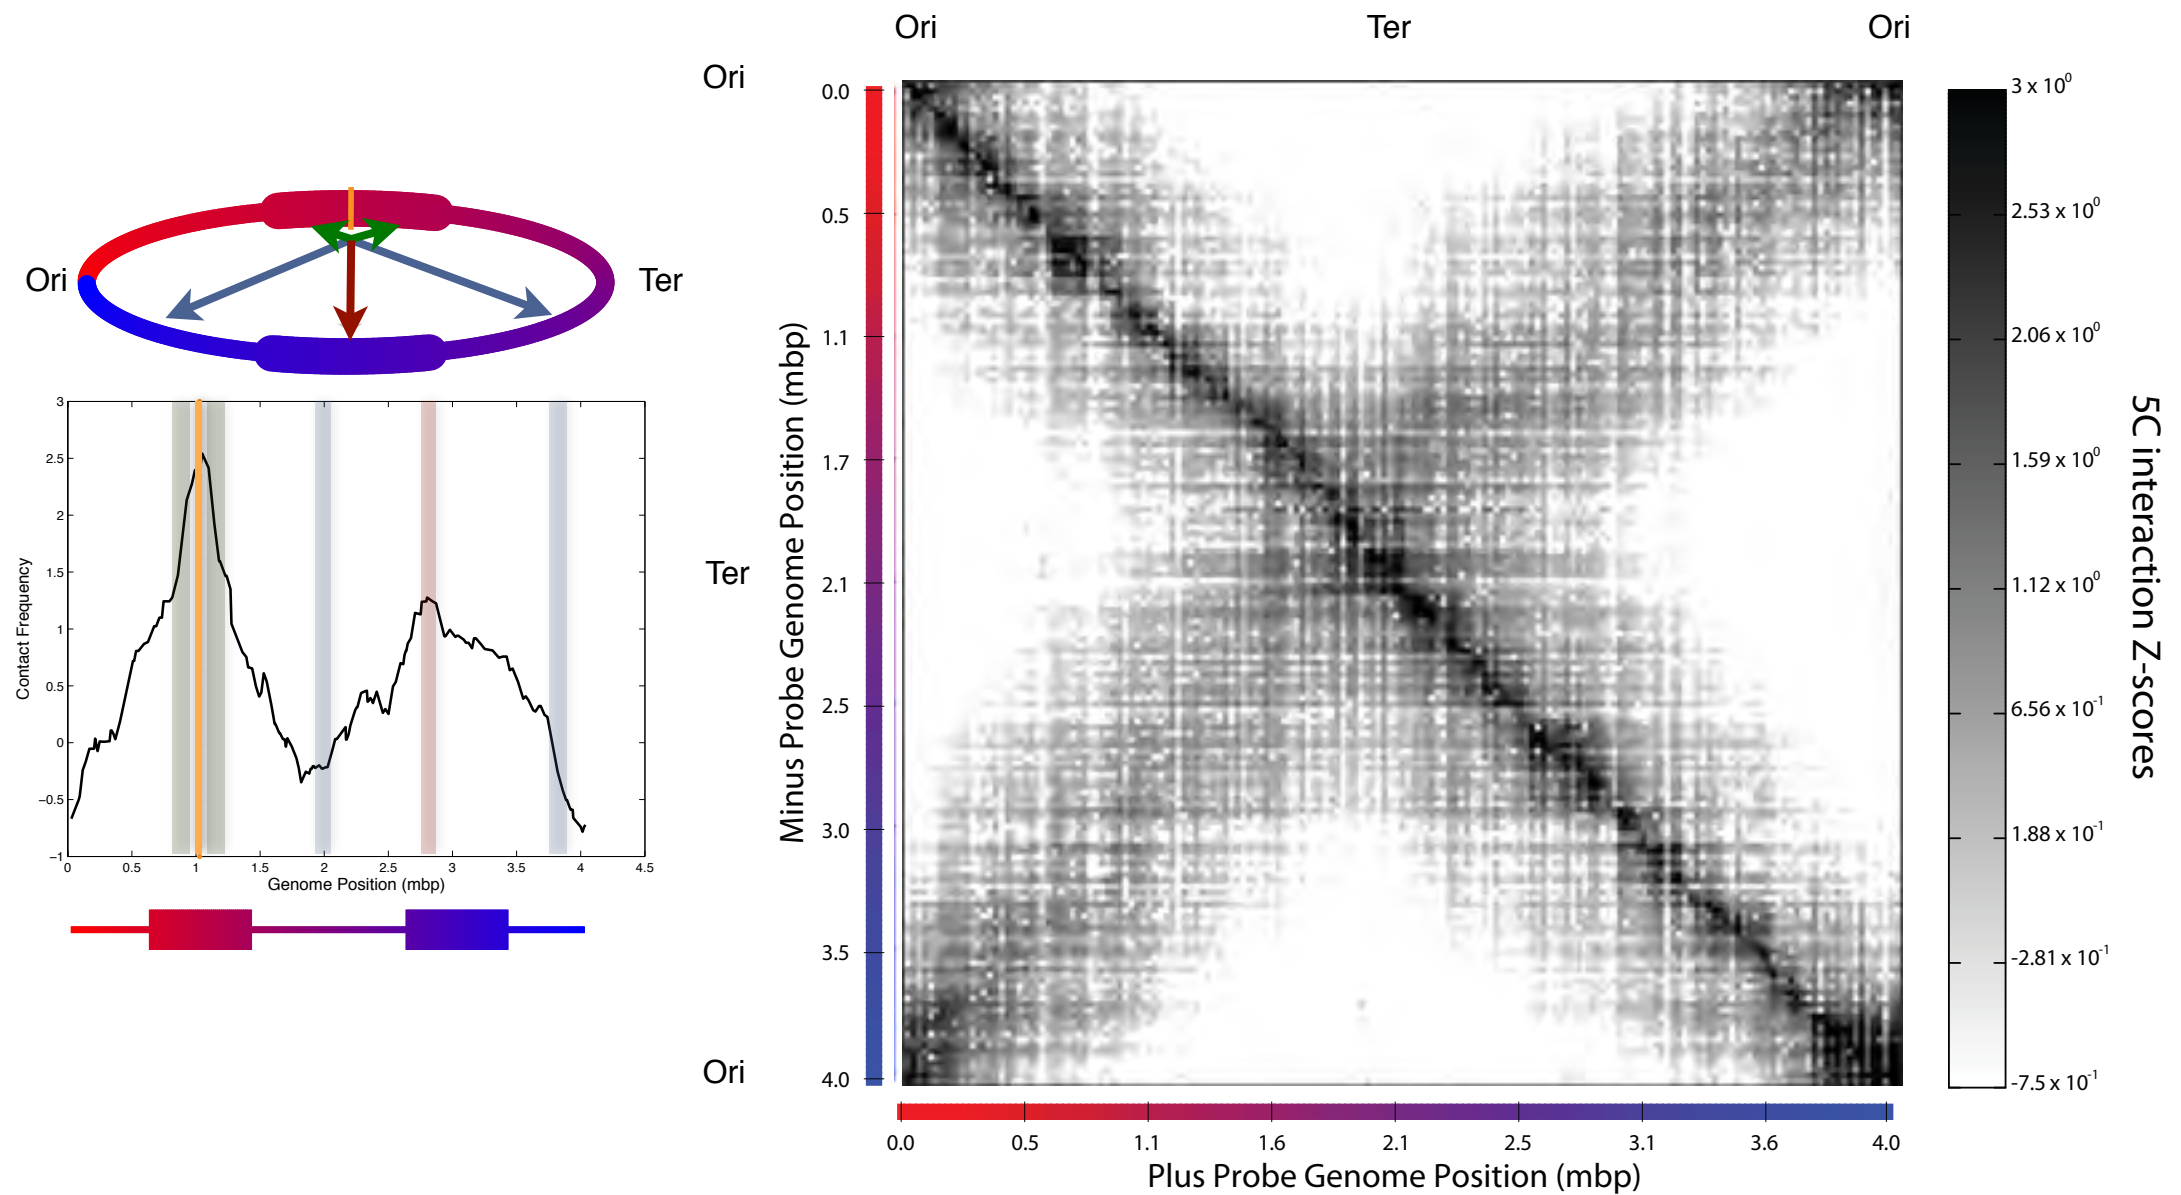 Ori
Ter
Ori
Ori
Ter
Ori
Ori
Ter
Contact Frequency
3
2.5
2
1.5
1
0.5
0
−0.5
−1
0
0.5
1
1.5
2
2.5
3
3.5
4
4.5
Genome Position (mbp)
Minus Probe Genome Position (mbp)
0.0
0.5
1.1
1.7
2.1
2.5
3.0
3.5
4.0
0.0
0.5
1.1
1.6
2.1
2.5
3.1
3.6
4.0
Plus Probe Genome Position (mbp)
3 x 10⁰
2.53 x 10⁰
2.06 x 10⁰
1.59 x 10⁰
1.12 x 10⁰
6.56 x 10⁻¹
1.88 x 10⁻¹
-2.81 x 10⁻¹
-7.5 x 10⁻¹
5C interaction Z-scores